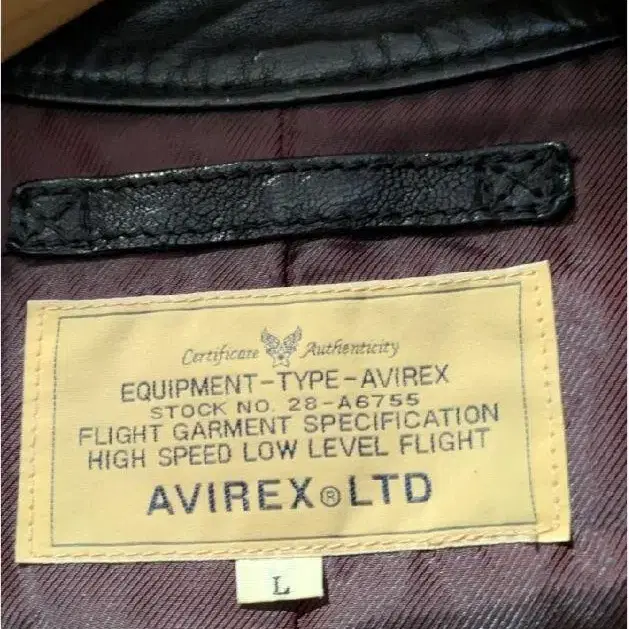 Certificate Authenticity
EQUIPMENT-TYPE-AVIREX
STOCK NO. 28-A6755
FLIGHT GARMENT SPECIFICATION
HIGH SPEED LOW LEVEL FLIGHT
AVIREX® LTD
L